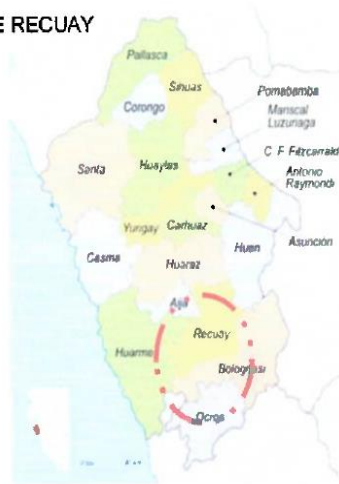 E RECUAY
Pallasca
Sihuas
Pomabamba
Corongo
Mariscal
Luzuriaga
Santa
Huaylas
C. F. Fitzcarrald
Antonio
Raymondi
Yungay
Carhuaz
Casma
Huari
Asunción
Huaraz
Aija
Huarmey
Recuay
Bolognesi
Ocros